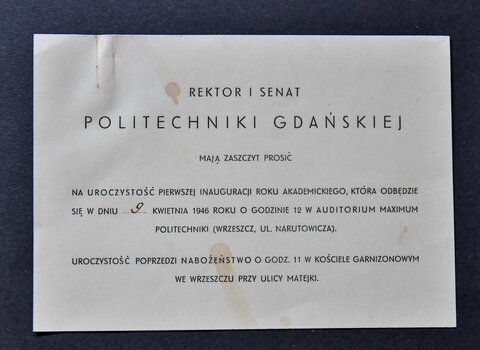 REKTOR I SENAT
POLITECHNIKI GDAŃSKIEJ
MAJĄ ZASZCZYT PROSIĆ
NA UROCZYSTOŚĆ PIERWSZEJ INAUGURACJI ROKU AKADEMICKIEGO, KTÓRA ODBĘDZIE
SIĘ W DNIU 9. KWIETNIA 1946 ROKU O GODZINIE 12 W AUDITORIUM MAXIMUM
POLITECHNIKI (WRZESZCZ, UL. NARUTOWICZA).
UROCZYSTOŚĆ POPRZEDZI NABOŻEŃSTWO O GODZ. 11 W KOŚCIELE GARNIZONOWYM
WE WRZESZCZU PRZY ULICY MATEJKI.